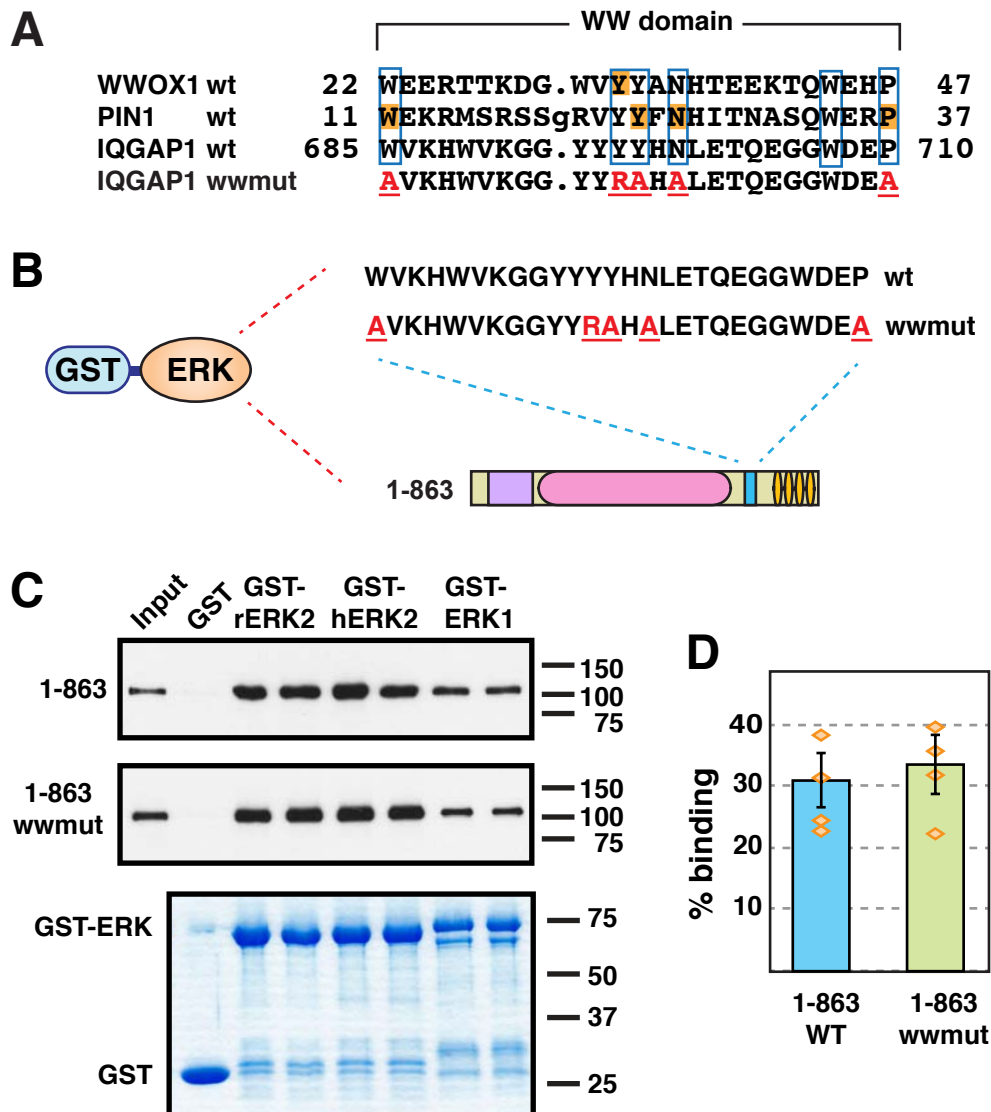 A
WW domain
WWOX1 wt 22 WEERTTKDG.WVYYANHTEEKTQWEHP 47
PIN1 wt 11 WEKRMSRSSgRVYYFNHITNASQWERP 37
IQGAP1 wt 685 WVKHWVKGG.YYYYHNLETQEGGWDEP 710
IQGAP1 wwmut AVKHWVKGG.YYRAHALETQEGGWDEA
B
WVKHWVKGGYYYYHNLETQEGGWDEP wt
AVKHWVKGGYYRAHALETQEGGWDEA wwmut
GST ERK
1-863
C
Input GST GST-rERK2 GST-hERK2 GST-ERK1
1-863
150
100
75
1-863 wwmut
150
100
75
GST-ERK
75
50
37
GST
25
D
% binding
40
30
20
10
1-863 WT
1-863 wwmut